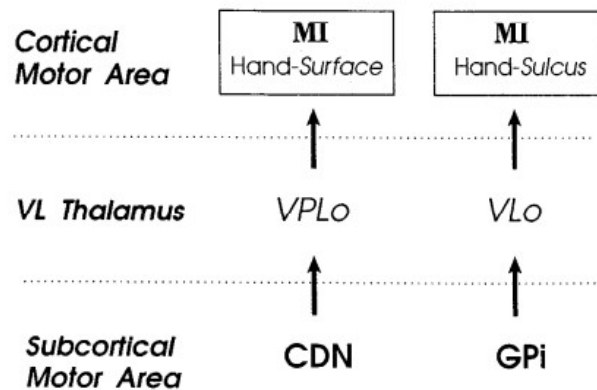 Cortical
Motor Area
MI
Hand-Surface
MI
Hand-Sulcus
VL Thalamus
VPLo
VLo
Subcortical
Motor Area
CDN
GPi